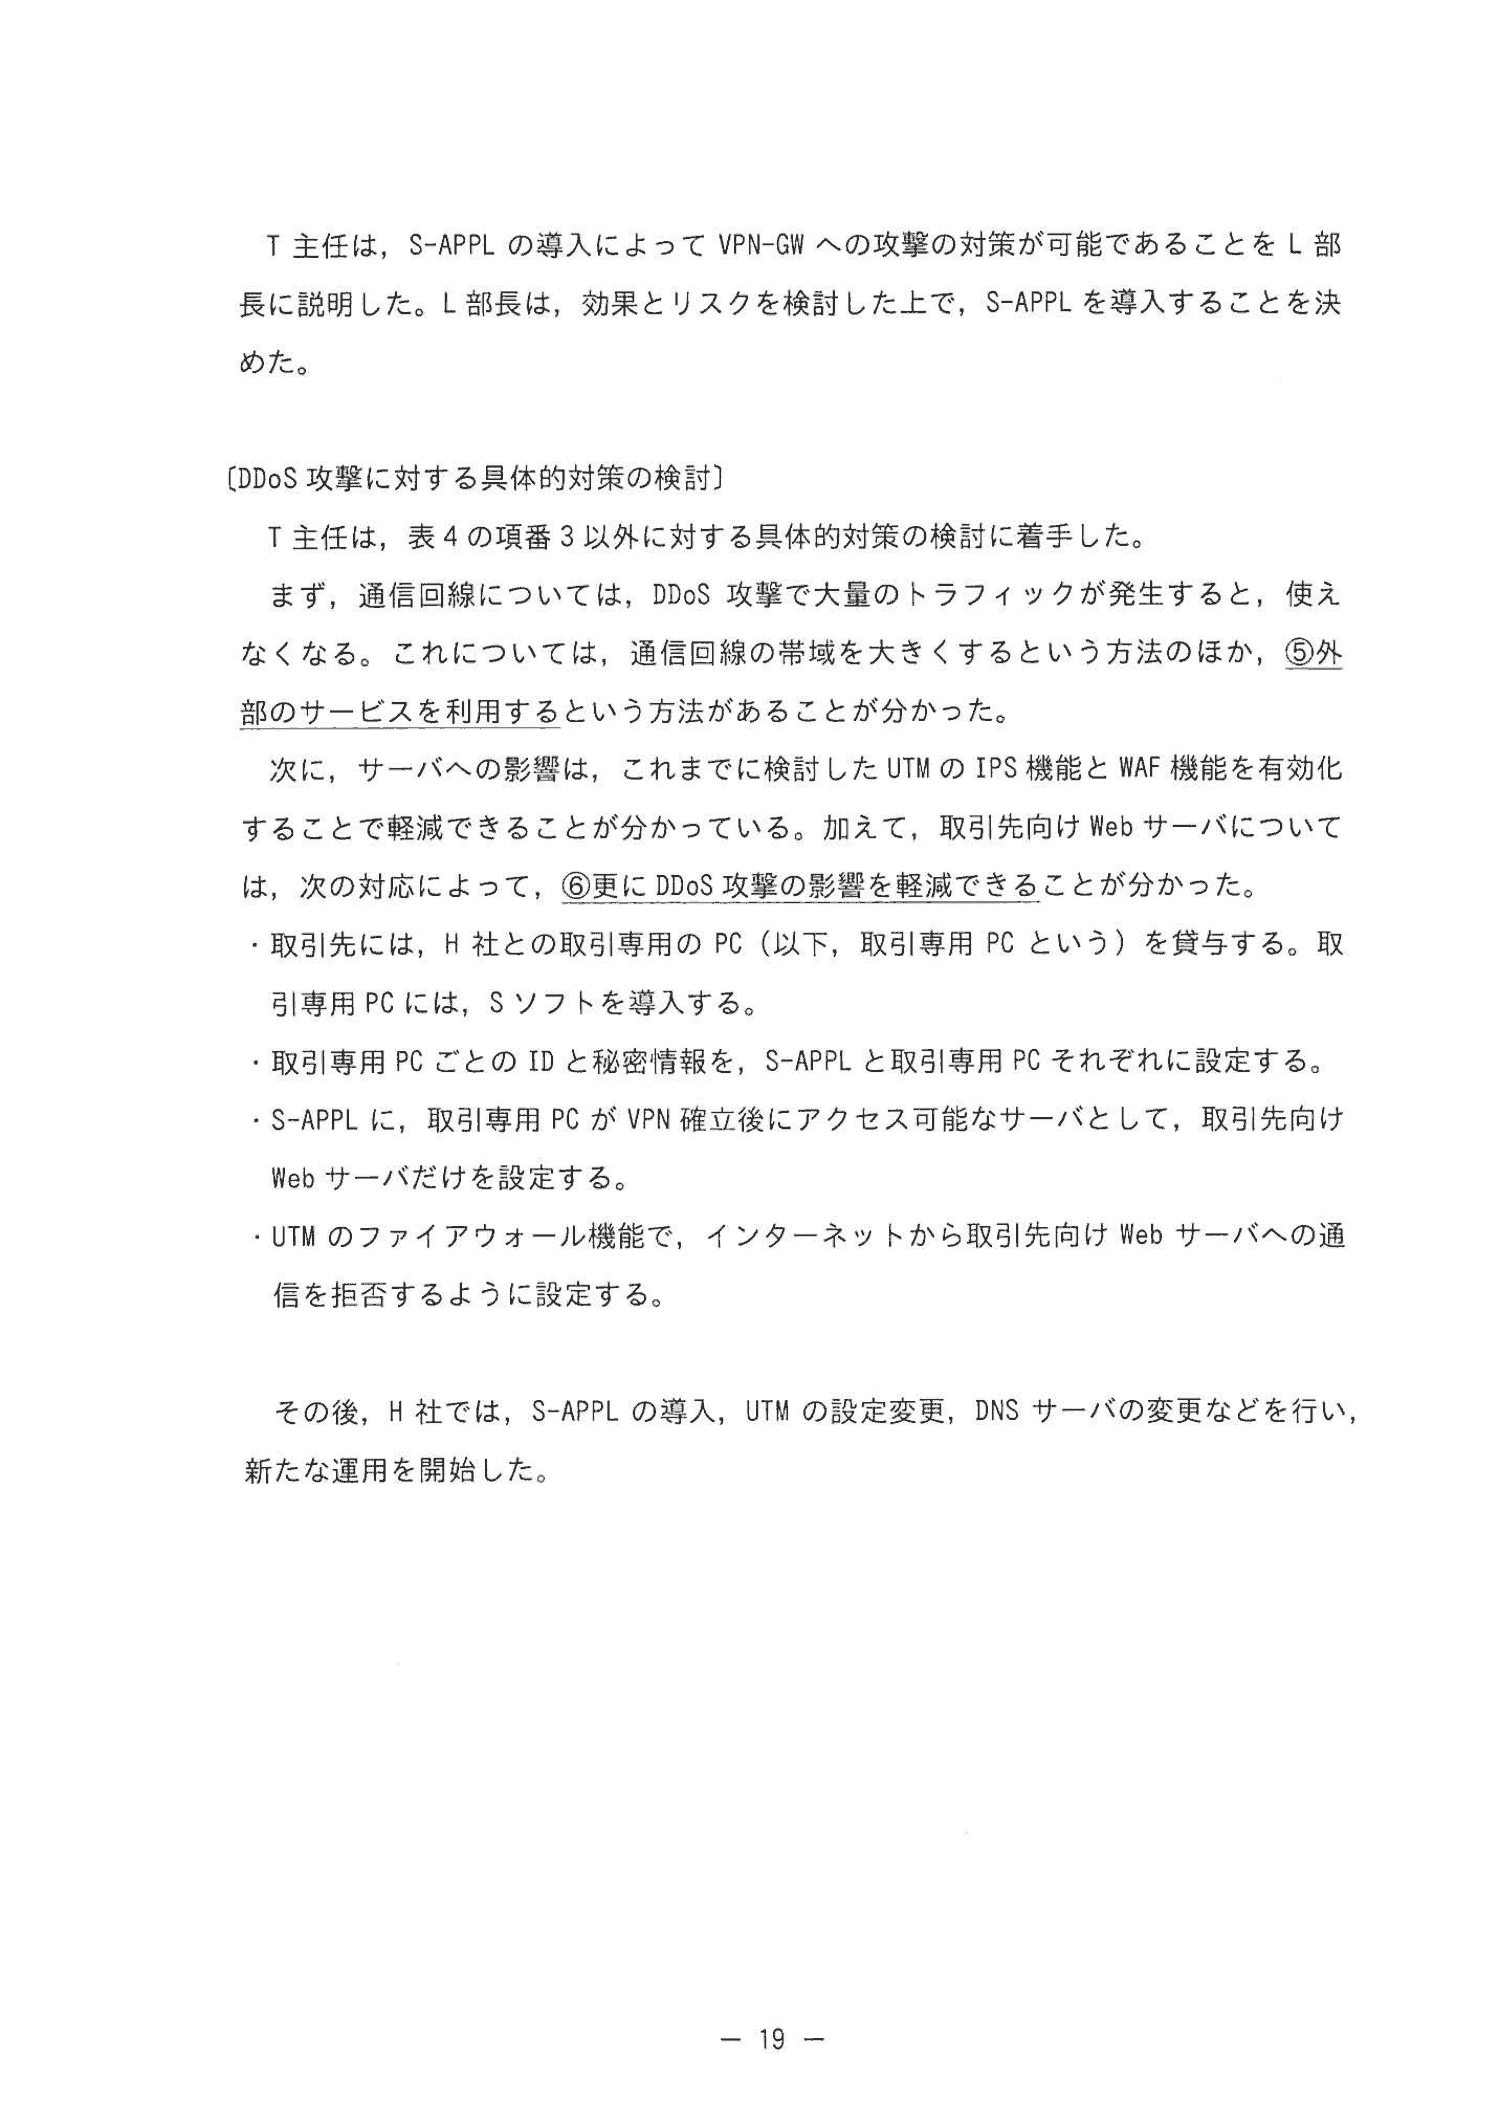 T 主任は，S-APPL の導入によって VPN-GW への攻撃の対策が可能であることを L 部
長に説明した。L 部長は，効果とリスクを検討した上で，S-APPL を導入することを決
めた。
〔DDoS 攻撃に対する具体的対策の検討〕
T 主任は，表 4 の項番 3 以外に対する具体的対策の検討に着手した。
まず，通信回線については，DDoS 攻撃で大量のトラフィックが発生すると，使え
なくなる。これについては，通信回線の帯域を大きくするという方法のほか，⑤外
部のサービスを利用するという方法があることが分かった。
次に，サーバへの影響は，これまでに検討した UTM の IPS 機能と WAF 機能を有効化
することで軽減できることが分かっている。加えて，取引先向け Web サーバについて
は，次の対応によって，⑥更に DDoS 攻撃の影響を軽減できることが分かった。
・取引先には，H 社との取引専用の PC（以下，取引専用 PC という）を貸与する。取
引専用 PC には，S ソフトを導入する。
・取引専用 PC ごとの ID と秘密情報を，S-APPL と取引専用 PC それぞれに設定する。
・S-APPL に，取引専用 PC が VPN 確立後にアクセス可能なサーバとして，取引先向け
Web サーバだけを設定する。
・UTM のファイアウォール機能で，インターネットから取引先向け Web サーバへの通
信を拒否するように設定する。
その後，H 社では，S-APPL の導入，UTM の設定変更，DNS サーバの変更などを行い，
新たな運用を開始した。
— 19 —